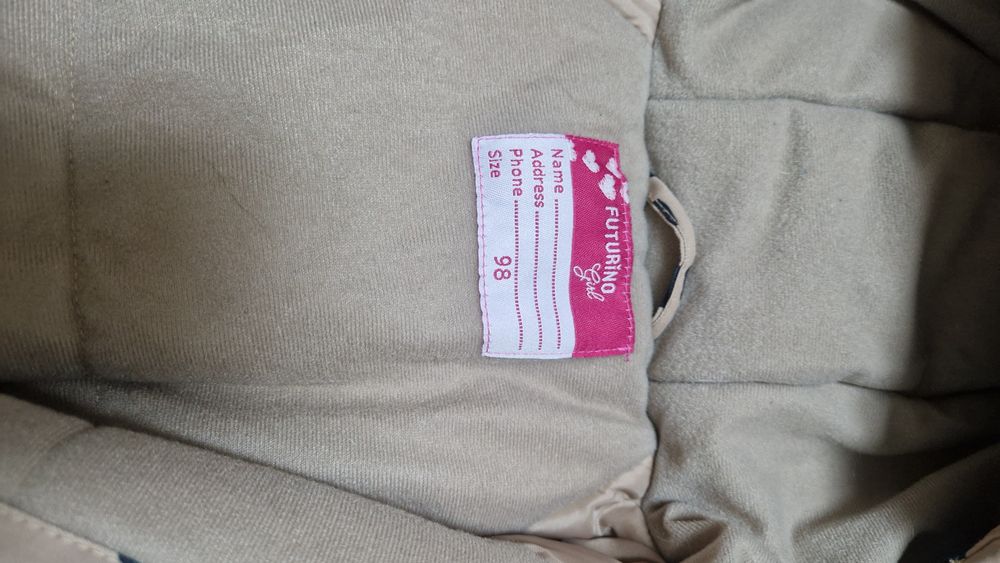 FUTURINO
Girl
Name
Address
Phone
Size 98